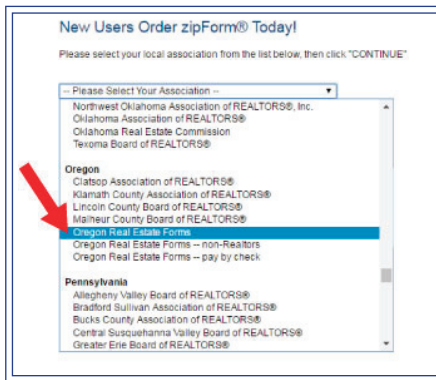 New Users Order zipForm® Today!
Please select your local association from the list below, then click "CONTINUE"
-- Please Select Your Association --
Northwest Oklahoma Association of REALTORS®, Inc.
Oklahoma Association of REALTORS®
Oklahoma Real Estate Commission
Texoma Board of REALTORS®
Oregon
Clatsop Association of REALTORS®
Klamath County Association of REALTORS®
Lincoln County Board of REALTORS®
Malheur County Board of REALTORS®
Oregon Real Estate Forms
Oregon Real Estate Forms -- non-Realtors
Oregon Real Estate Forms -- pay by check
Pennsylvania
Allegheny Valley Board of REALTORS®
Bradford Sullivan Association of REALTORS®
Bucks County Association of REALTORS®
Central Susquehanna Valley Board of REALTORS®
Greater Erie Board of REALTORS®